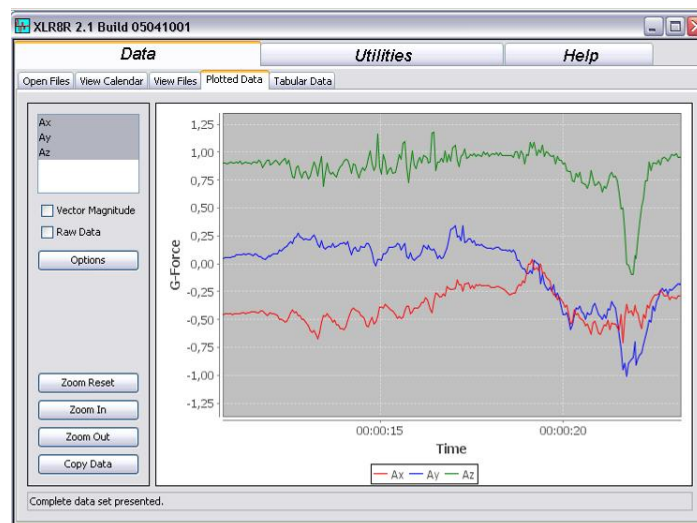 XLR8R 2.1 Build 05041001
Data Utilities Help
Open Files View Calendar View Files Plotted Data Tabular Data
Ax
Ay
Az
Vector Magnitude
Raw Data
Options
Zoom Reset
Zoom In
Zoom Out
Copy Data
G-Force
1,25
1,00
0,75
0,50
0,25
0,00
-0,25
-0,50
-0,75
-1,00
-1,25
00:00:15 00:00:20
Time
Ax Ay Az
Complete data set presented.